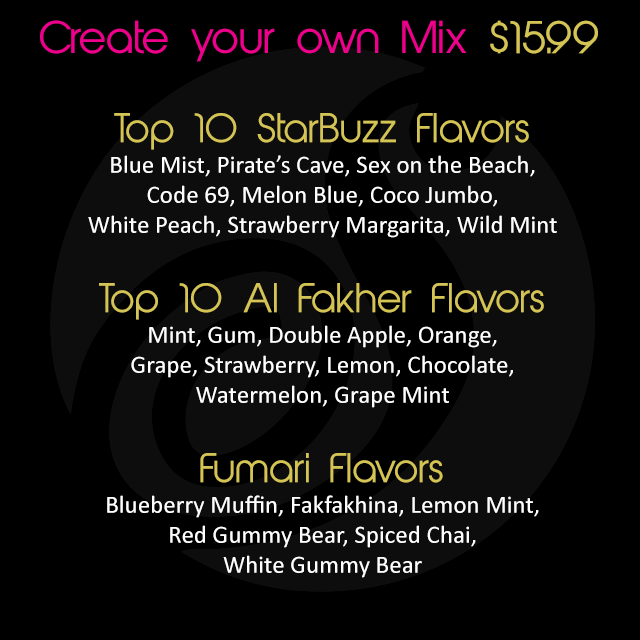 Create your own Mix $15.99
Top 10 StarBuzz Flavors
Blue Mist, Pirate’s Cave, Sex on the Beach,
Code 69, Melon Blue, Coco Jumbo,
White Peach, Strawberry Margarita, Wild Mint
Top 10 Al Fakher Flavors
Mint, Gum, Double Apple, Orange,
Grape, Strawberry, Lemon, Chocolate,
Watermelon, Grape Mint
Fumari Flavors
Blueberry Muffin, Fakfakhina, Lemon Mint,
Red Gummy Bear, Spiced Chai,
White Gummy Bear